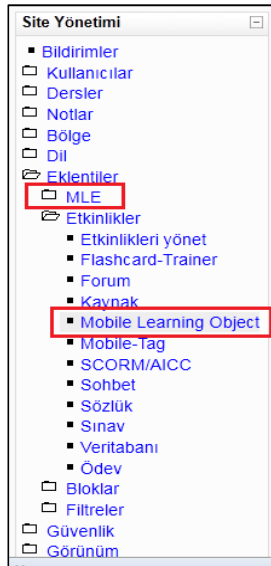 Site Yönetimi
Bildirimler
Kullanıcılar
Dersler
Notlar
Bölge
Dil
Eklentiler
MLE
Etkinlikler
Etkinlikleri yönet
Flashcard-Trainer
Forum
Kaynak
Mobile Learning Object
Mobile-Tag
SCORM/AICC
Sohbet
Sözlük
Sınav
Veritabanı
Ödev
Bloklar
Filtreler
Güvenlik
Görünüm